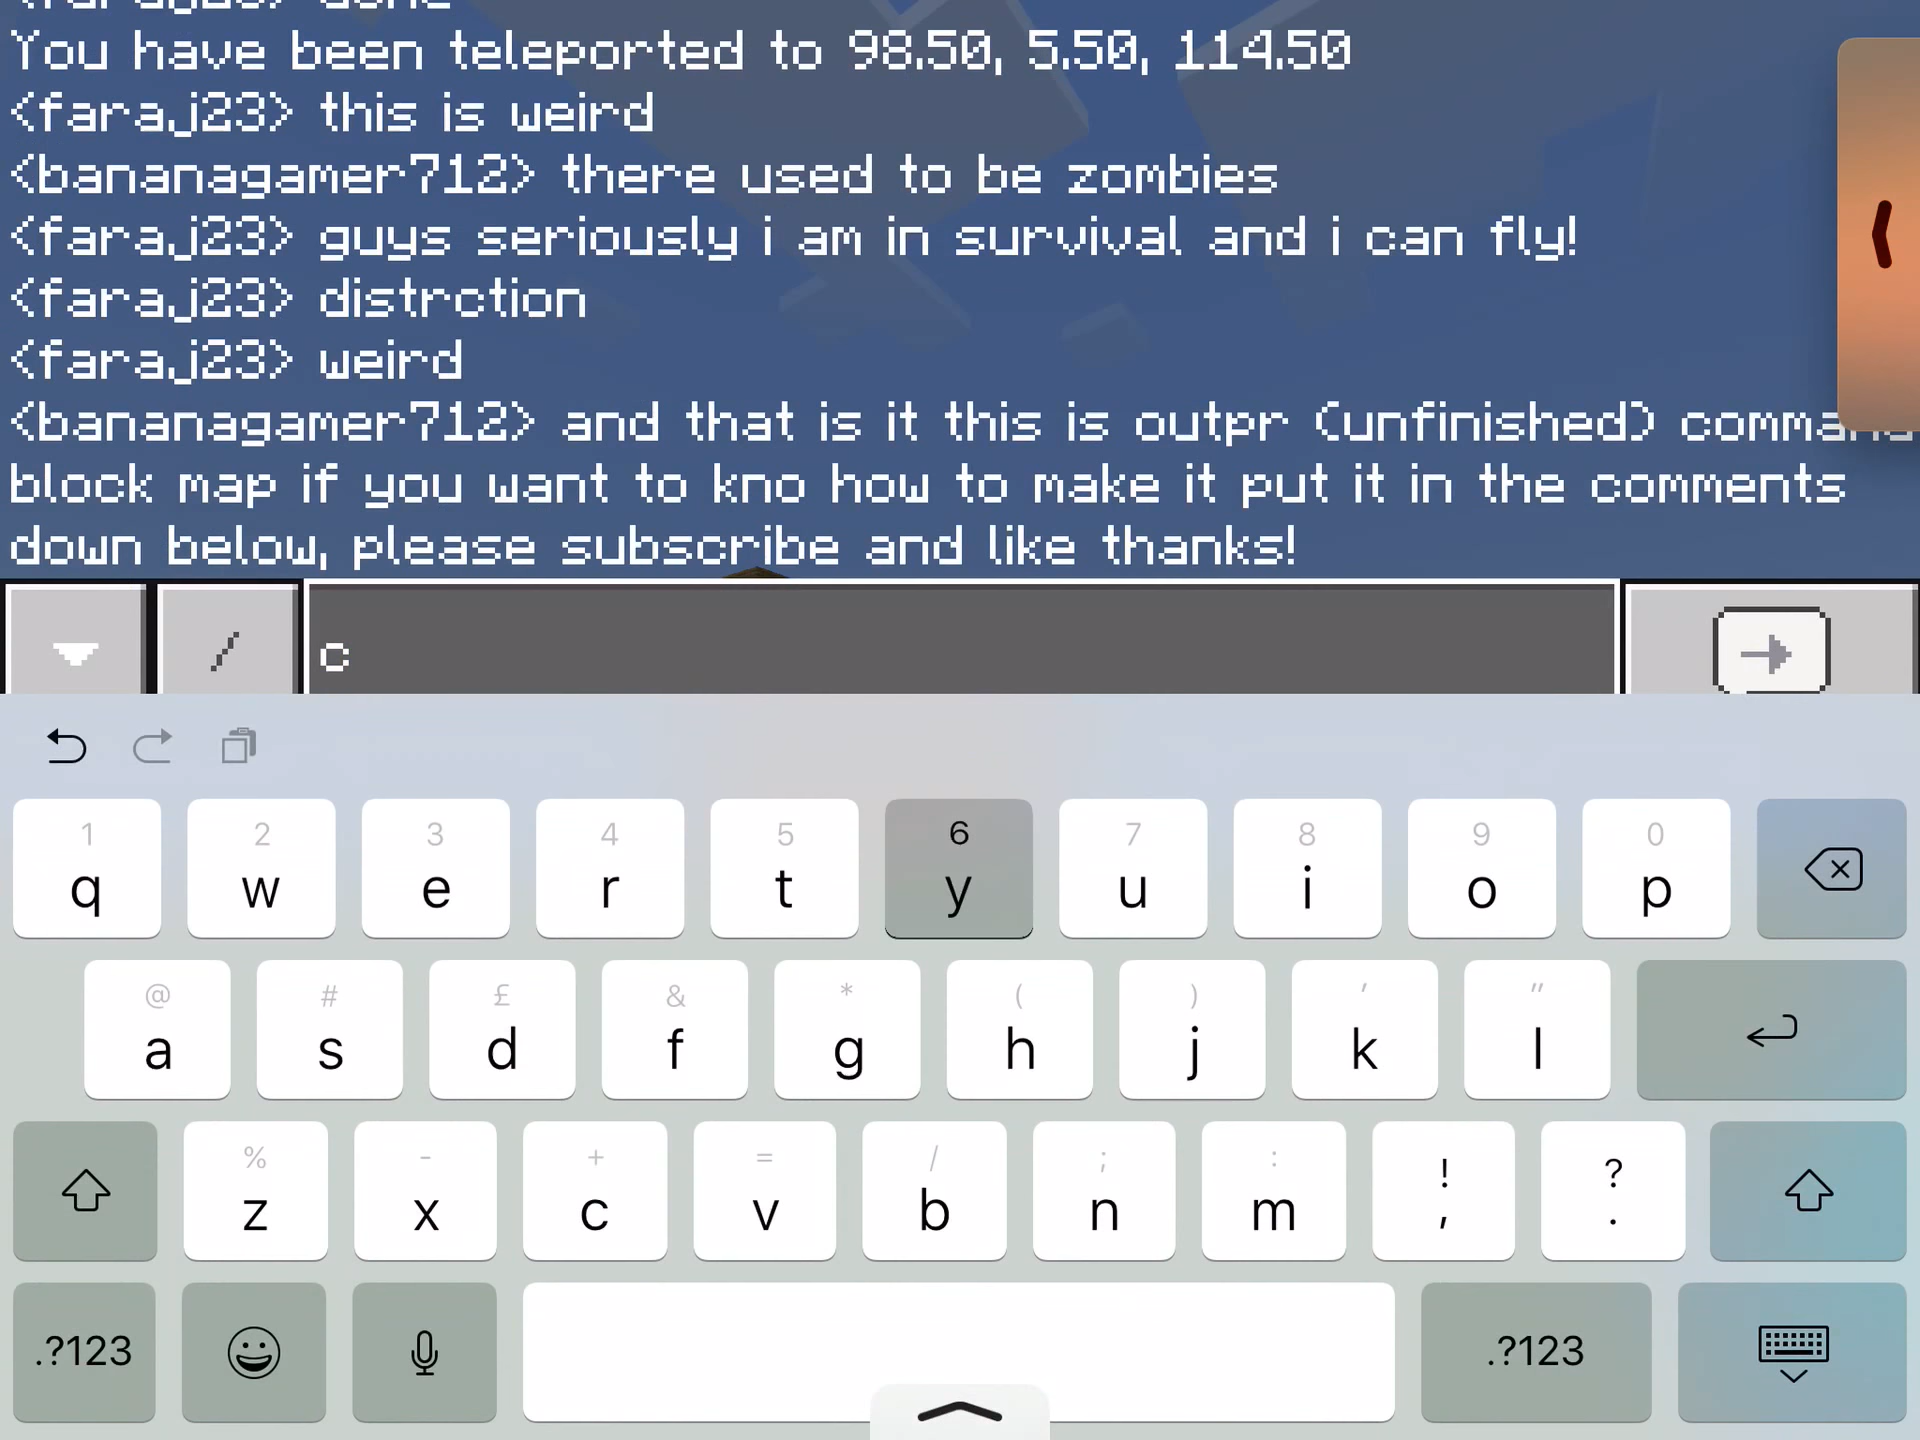 You have been teleported to 98.50, 5.50, 114.50
<faraj23> this is weird
<bananagamer712> there used to be zombies
<faraj23> guys seriously i am in survival and i can fly!
<faraj23> distrction
<faraj23> weird
<bananagamer712> and that is it this is outpr (unfinished) command
block map if you want to kno how to make it put it in the comments
down below, please subscribe and like thanks!
/ c
1 2 3 4 5 6 7 8 9 0
q w e r t y u i o p
@ # £ & * ( ) ' "
a s d f g h j k l
% - + = / ; : ! ?
z x c v b n m , .
.?123 .?123